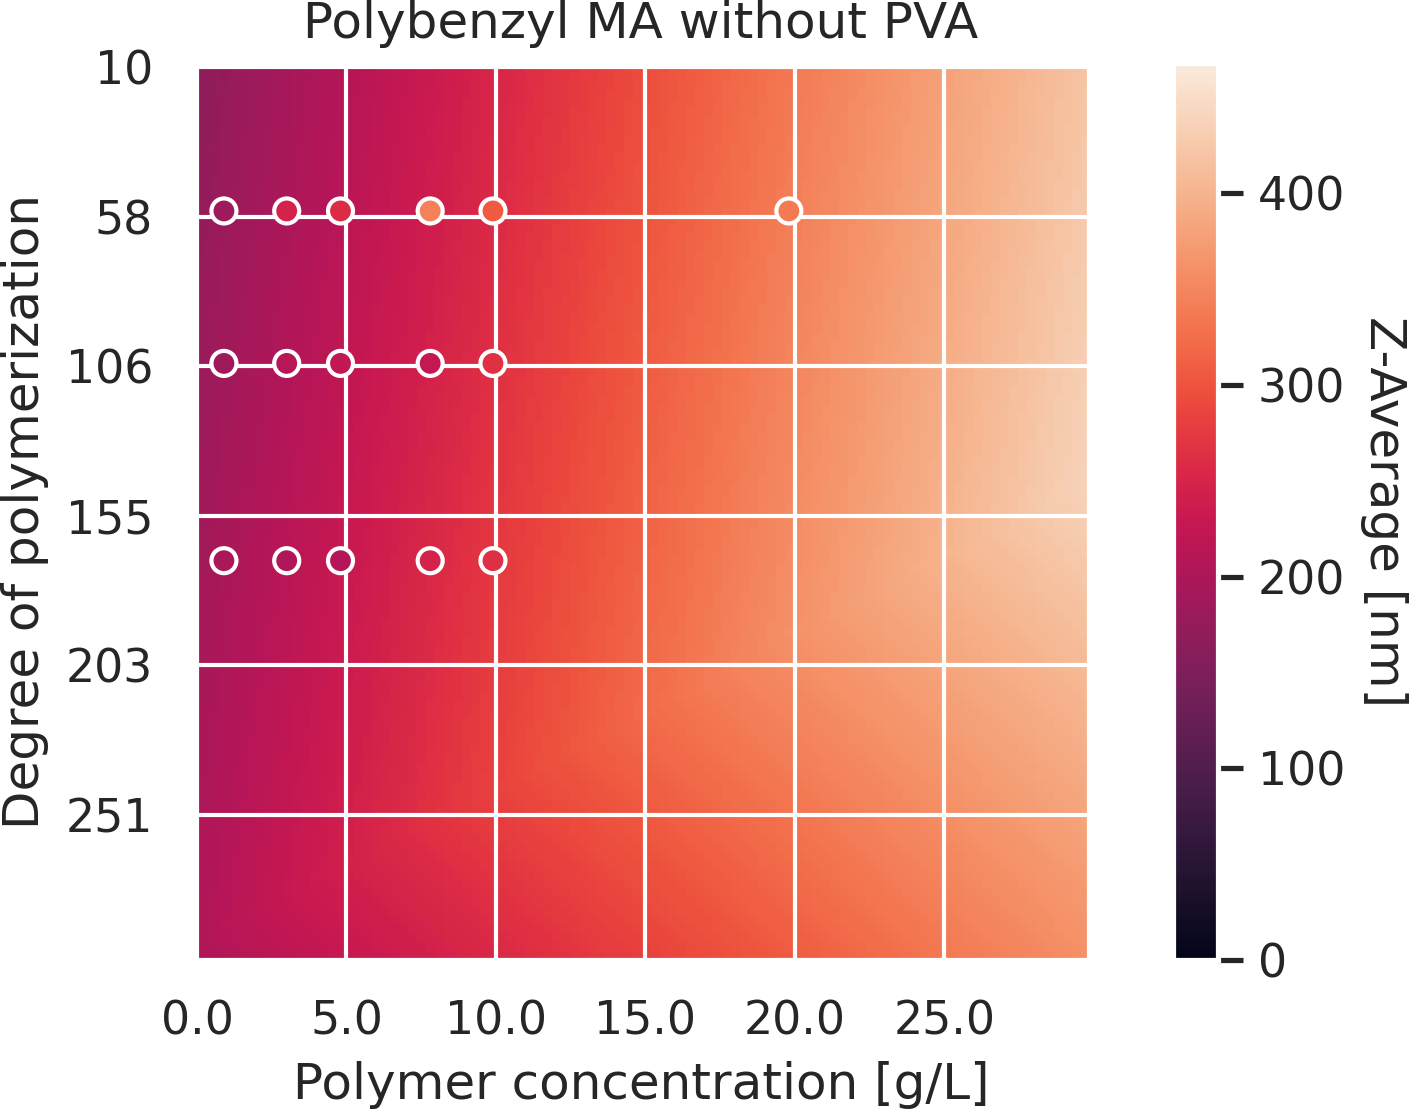 Polybenzyl MA without PVA
10
58
106
155
203
251
Degree of polymerization
0.0 5.0 10.0 15.0 20.0 25.0
Polymer concentration [g/L]
400
300
200
100
0
Z-Average [nm]